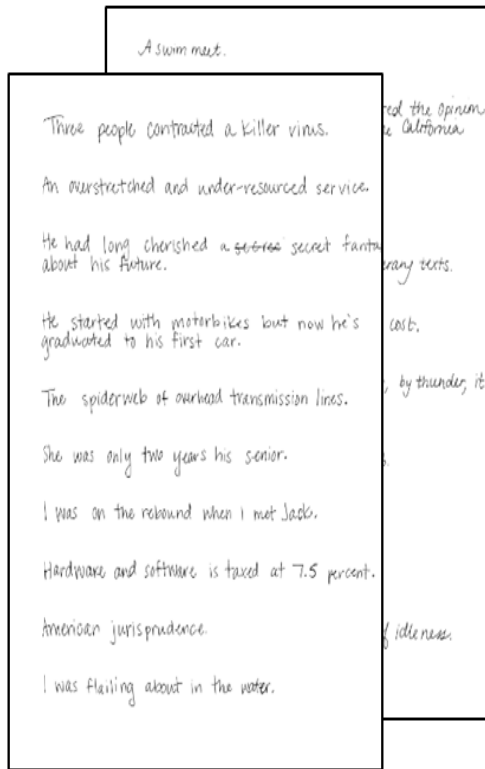 A swim meet.
red the opinion
California
erary texts.
cost.
, by thunder, it
idleness.
Three people contracted a killer virus.
An overstretched and under-resourced service.
He had long cherished a secret fanta
about his future.
He started with motorbikes but now he's
graduated to his first car.
The spiderweb of overhead transmission lines.
She was only two years his senior.
I was on the rebound when I met Jack.
Hardware and software is taxed at 7.5 percent.
American jurisprudence.
I was flailing about in the water.